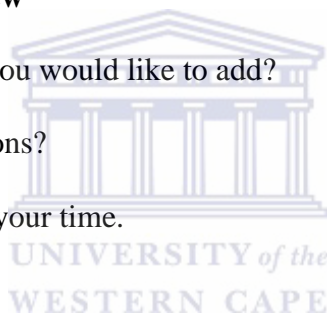 w
ou would like to add?
ons?
your time.
UNIVERSITY of the
WESTERN CAPE